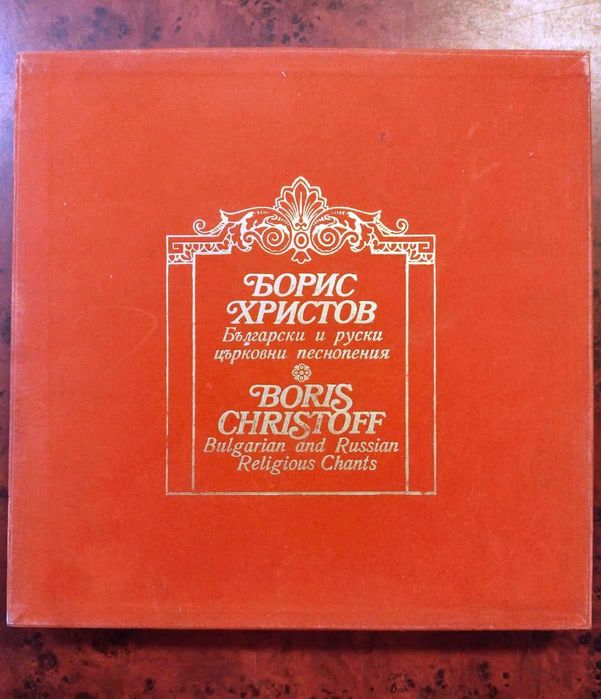 БОРИС
ХРИСТОВ
Български и руски
църковни песнопения
BORIS
CHRISTOFF
Bulgarian and Russian
Religious Chants